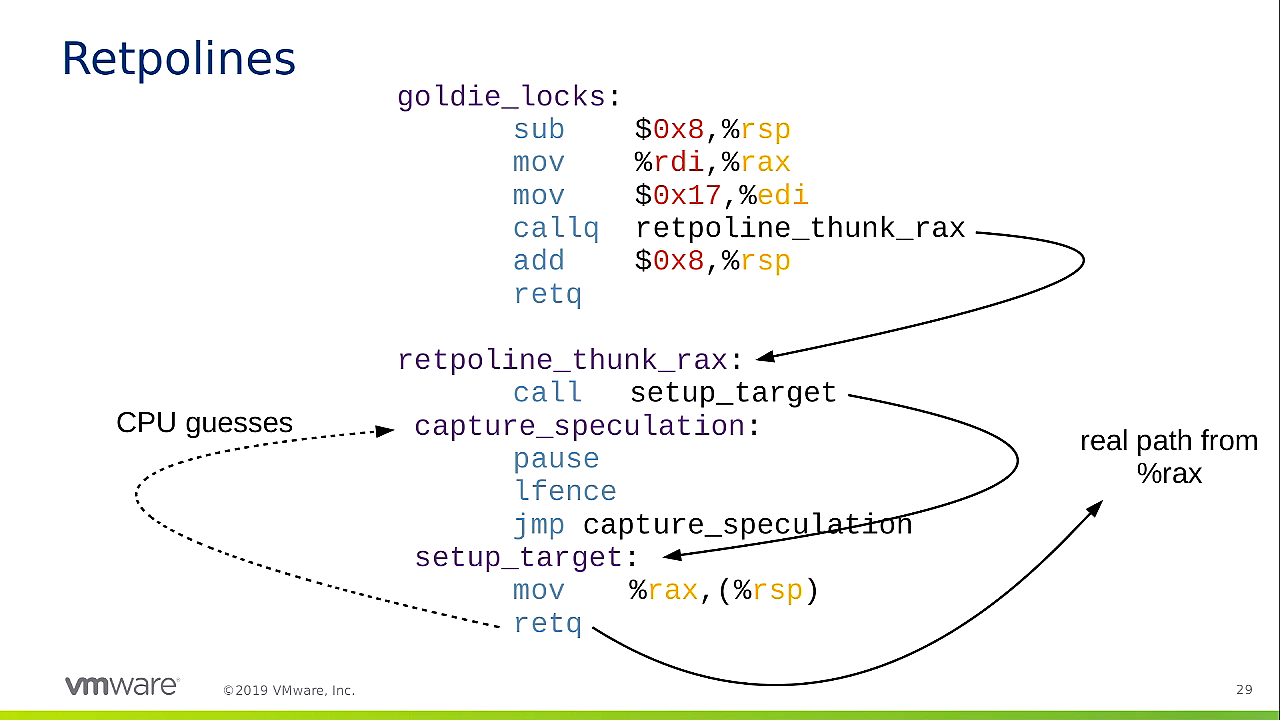 Retpolines
goldie_locks:
sub $0x8,%rsp
mov %rdi,%rax
mov $0x17,%edi
callq retpoline_thunk_rax
add $0x8,%rsp
retq
retpoline_thunk_rax:
call setup_target
CPU guesses
capture_speculation:
pause
lfence
jmp capture_speculation
setup_target:
mov %rax,(%rsp)
retq
real path from
%rax
vmware
©2019 VMware, Inc.
29